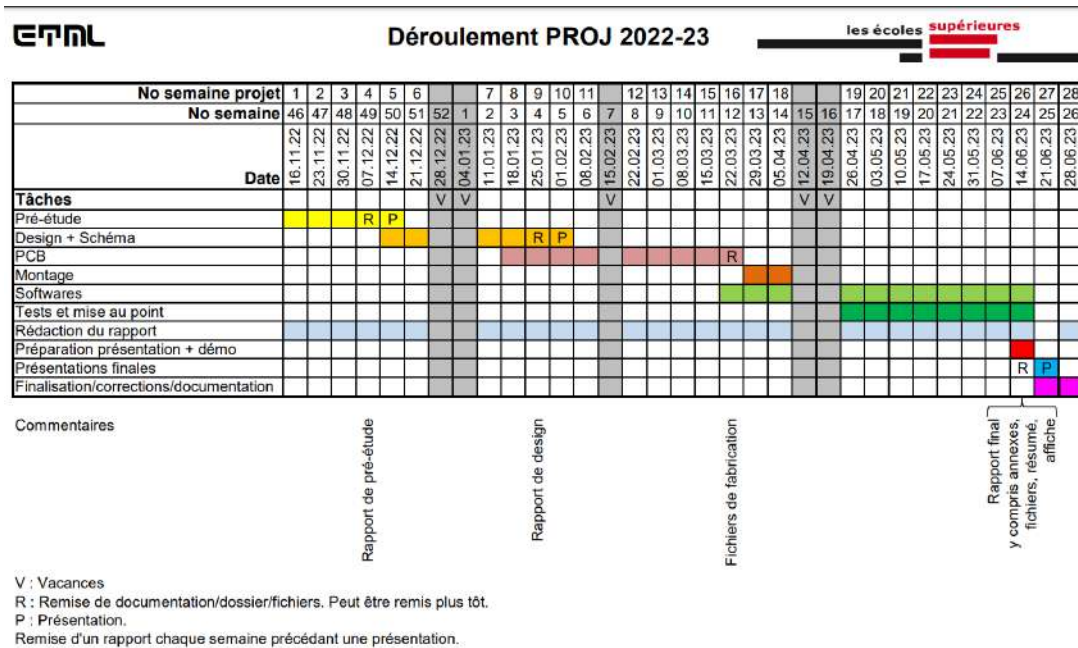 ETML
Déroulement PROJ 2022-23
les écoles supérieures
No semaine projet 1 2 3 4 5 6 7 8 9 10 11 12 13 14 15 16 17 18 19 20 21 22 23 24 25 26 27 28
No semaine 46 47 48 49 50 51 52 1 2 3 4 5 6 7 8 9 10 11 12 13 14 15 16 17 18 19 20 21 22 23 24 25 26
Date 16.11.22 23.11.22 30.11.22 07.12.22 14.12.22 21.12.22 28.12.22 04.01.23 11.01.23 18.01.23 25.01.23 01.02.23 08.02.23 15.02.23 22.02.23 01.03.23 08.03.23 15.03.23 22.03.23 29.03.23 05.04.23 12.04.23 19.04.23 26.04.23 03.05.23 10.05.23 17.05.23 24.05.23 31.05.23 07.06.23 14.06.23 21.06.23 28.06.23
Tâches V V V V V
Pré-étude R P
Design + Schéma R P
PCB R
Montage
Softwares
Tests et mise au point
Rédaction du rapport
Préparation présentation + démo
Présentations finales R P
Finalisation/corrections/documentation
Commentaires
Rapport de pré-étude
Rapport de design
Fichiers de fabrication
Rapport final
y compris annexes,
fichiers, résumé,
affiche
V : Vacances
R : Remise de documentation/dossier/fichiers. Peut être remis plus tôt.
P : Présentation.
Remise d'un rapport chaque semaine précédant une présentation.